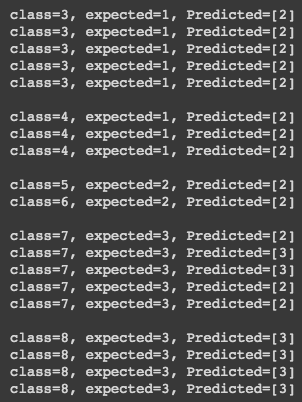 class=3, expected=1, Predicted=[2]
class=3, expected=1, Predicted=[2]
class=3, expected=1, Predicted=[2]
class=3, expected=1, Predicted=[2]
class=3, expected=1, Predicted=[2]
class=4, expected=1, Predicted=[2]
class=4, expected=1, Predicted=[2]
class=4, expected=1, Predicted=[2]
class=5, expected=2, Predicted=[2]
class=6, expected=2, Predicted=[2]
class=7, expected=3, Predicted=[2]
class=7, expected=3, Predicted=[3]
class=7, expected=3, Predicted=[3]
class=7, expected=3, Predicted=[2]
class=7, expected=3, Predicted=[2]
class=8, expected=3, Predicted=[3]
class=8, expected=3, Predicted=[3]
class=8, expected=3, Predicted=[3]
class=8, expected=3, Predicted=[3]